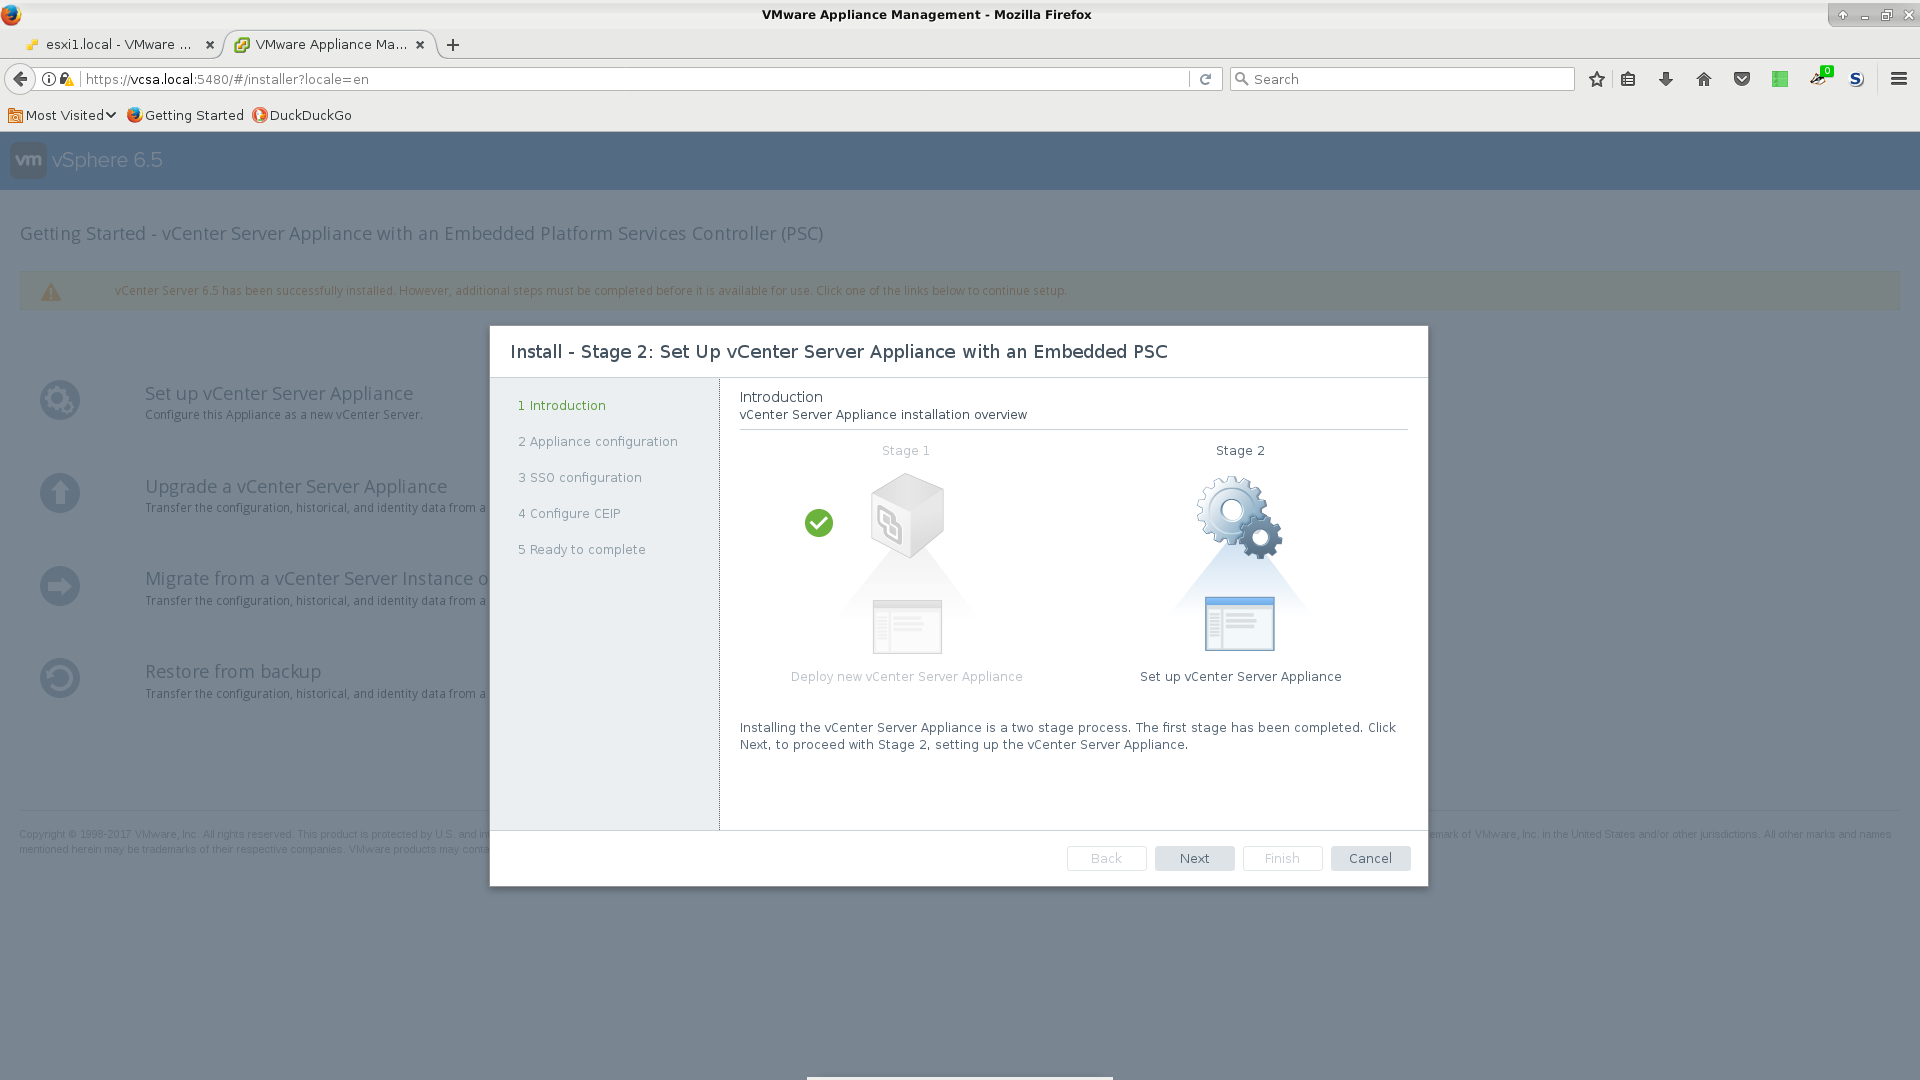 VMware Appliance Management - Mozilla Firefox
esxi1.local - VMware ...
VMware Appliance Ma...
https://vcsa.local:5480/#/installer?locale=en
Search
0
S
Most Visited
Getting Started
DuckDuckGo
vm vSphere 6.5
Getting Started - vCenter Server Appliance with an Embedded Platform Services Controller (PSC)
vCenter Server 6.5 has been successfully installed. However, additional steps must be completed before it is available for use. Click one of the links below to continue setup.
Set up vCenter Server Appliance
Configure this Appliance as a new vCenter Server.
Upgrade a vCenter Server Appliance
Transfer the configuration, historical, and identity data from a
Migrate from a vCenter Server Instance o
Transfer the configuration, historical, and identity data from a
Restore from backup
Transfer the configuration, historical, and identity data from a
Install - Stage 2: Set Up vCenter Server Appliance with an Embedded PSC
1 Introduction
2 Appliance configuration
3 SSO configuration
4 Configure CEIP
5 Ready to complete
Introduction
vCenter Server Appliance installation overview
Stage 1
Stage 2
Deploy new vCenter Server Appliance
Set up vCenter Server Appliance
Installing the vCenter Server Appliance is a two stage process. The first stage has been completed. Click
Next, to proceed with Stage 2, setting up the vCenter Server Appliance.
Back
Next
Finish
Cancel
Copyright © 1998-2017 VMware, Inc. All rights reserved. This product is protected by U.S. and in
emark of VMware, Inc. in the United States and/or other jurisdictions. All other marks and names
mentioned herein may be trademarks of their respective companies. VMware products may conta